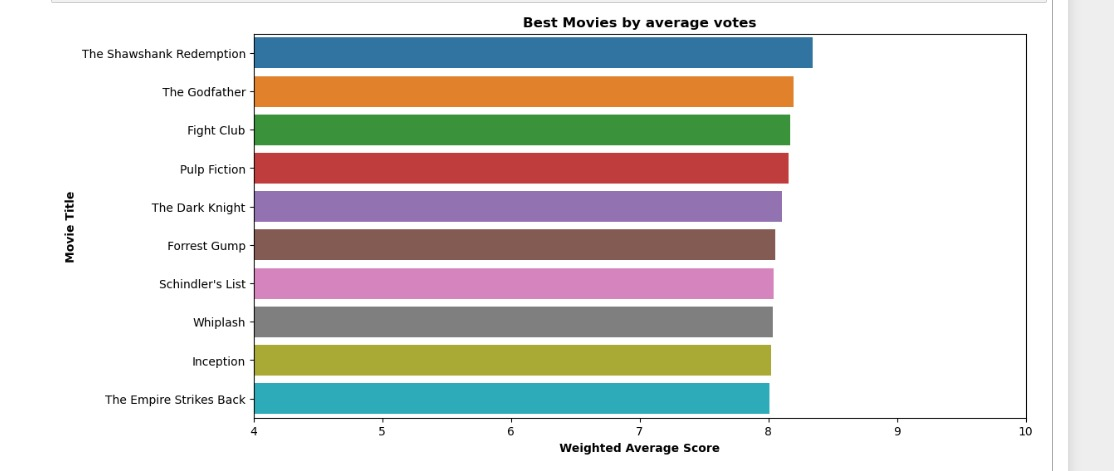 Best Movies by average votes
The Shawshank Redemption
The Godfather
Fight Club
Pulp Fiction
The Dark Knight
Movie Title
Forrest Gump
Schindler's List
Whiplash
Inception
The Empire Strikes Back
4 5 6 7 8 9 10
Weighted Average Score